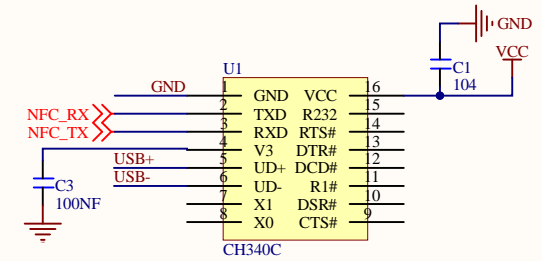 GND
VCC
C1
104
U1
GND 1 GND VCC 16
NFC_RX 2 TXD R232 15
NFC_TX 3 RXD RTS# 14
4 V3 DTR# 13
USB+ 5 UD+ DCD# 12
USB- 6 UD- R1# 11
7 X1 DSR# 10
8 X0 CTS# 9
C3
100NF
CH340C